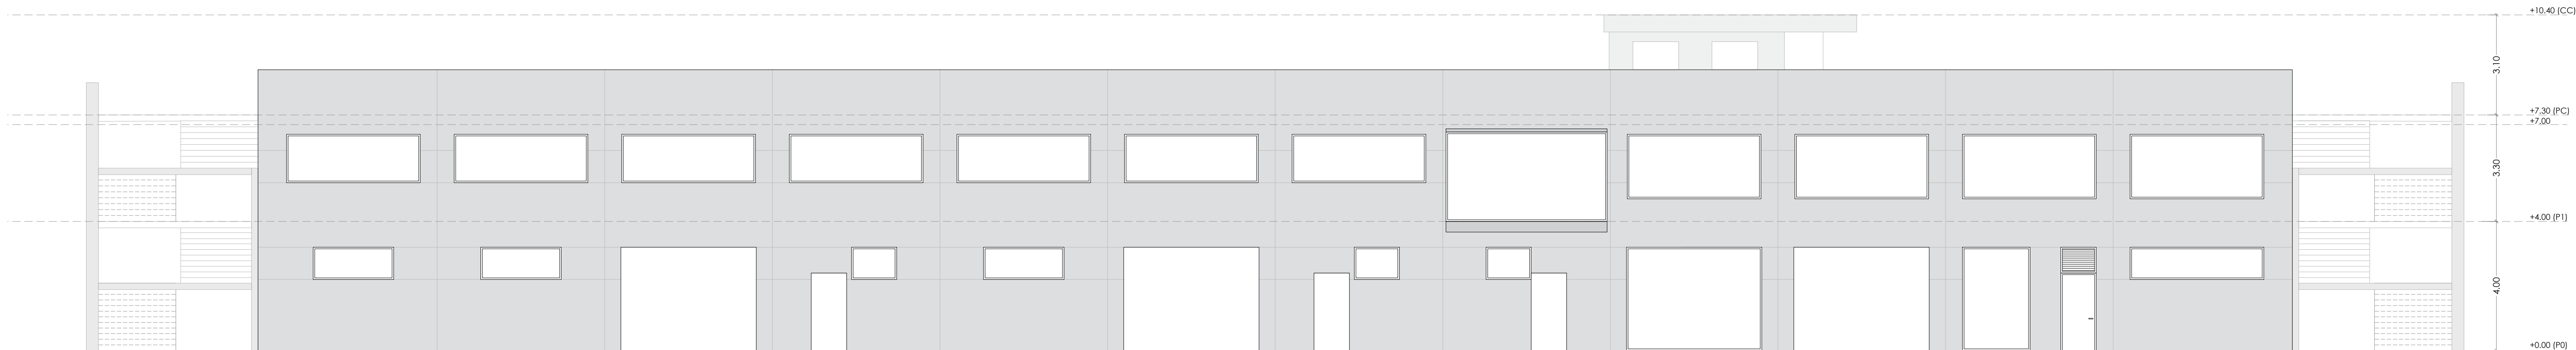 +10.40 (CC)
3.10
+7.30 (PC)
+7.00
3.30
+4.00 (P1)
4.00
+0.00 (P0)